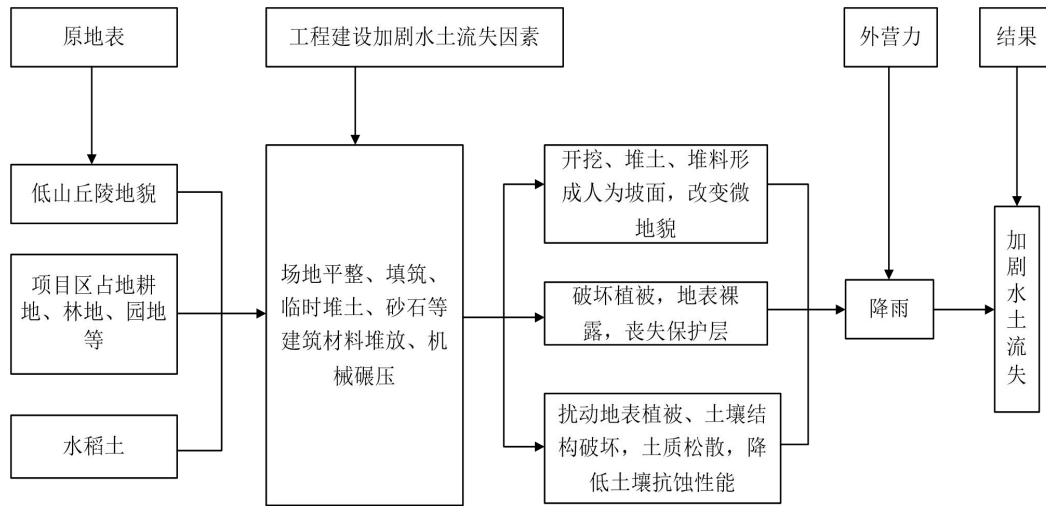 原地表
工程建设加剧水土流失因素
外营力
结果
低山丘陵地貌
项目区占地耕
地、林地、园地
等
水稻土
场地平整、填筑、
临时堆土、砂石等
建筑材料堆放、机
械碾压
开挖、堆土、堆料形
成人为坡面，改变微
地貌
破坏植被，地表裸
露，丧失保护层
扰动地表植被、土壤结
构破坏，土质松散，降
低土壤抗蚀性能
降雨
加剧水土流失